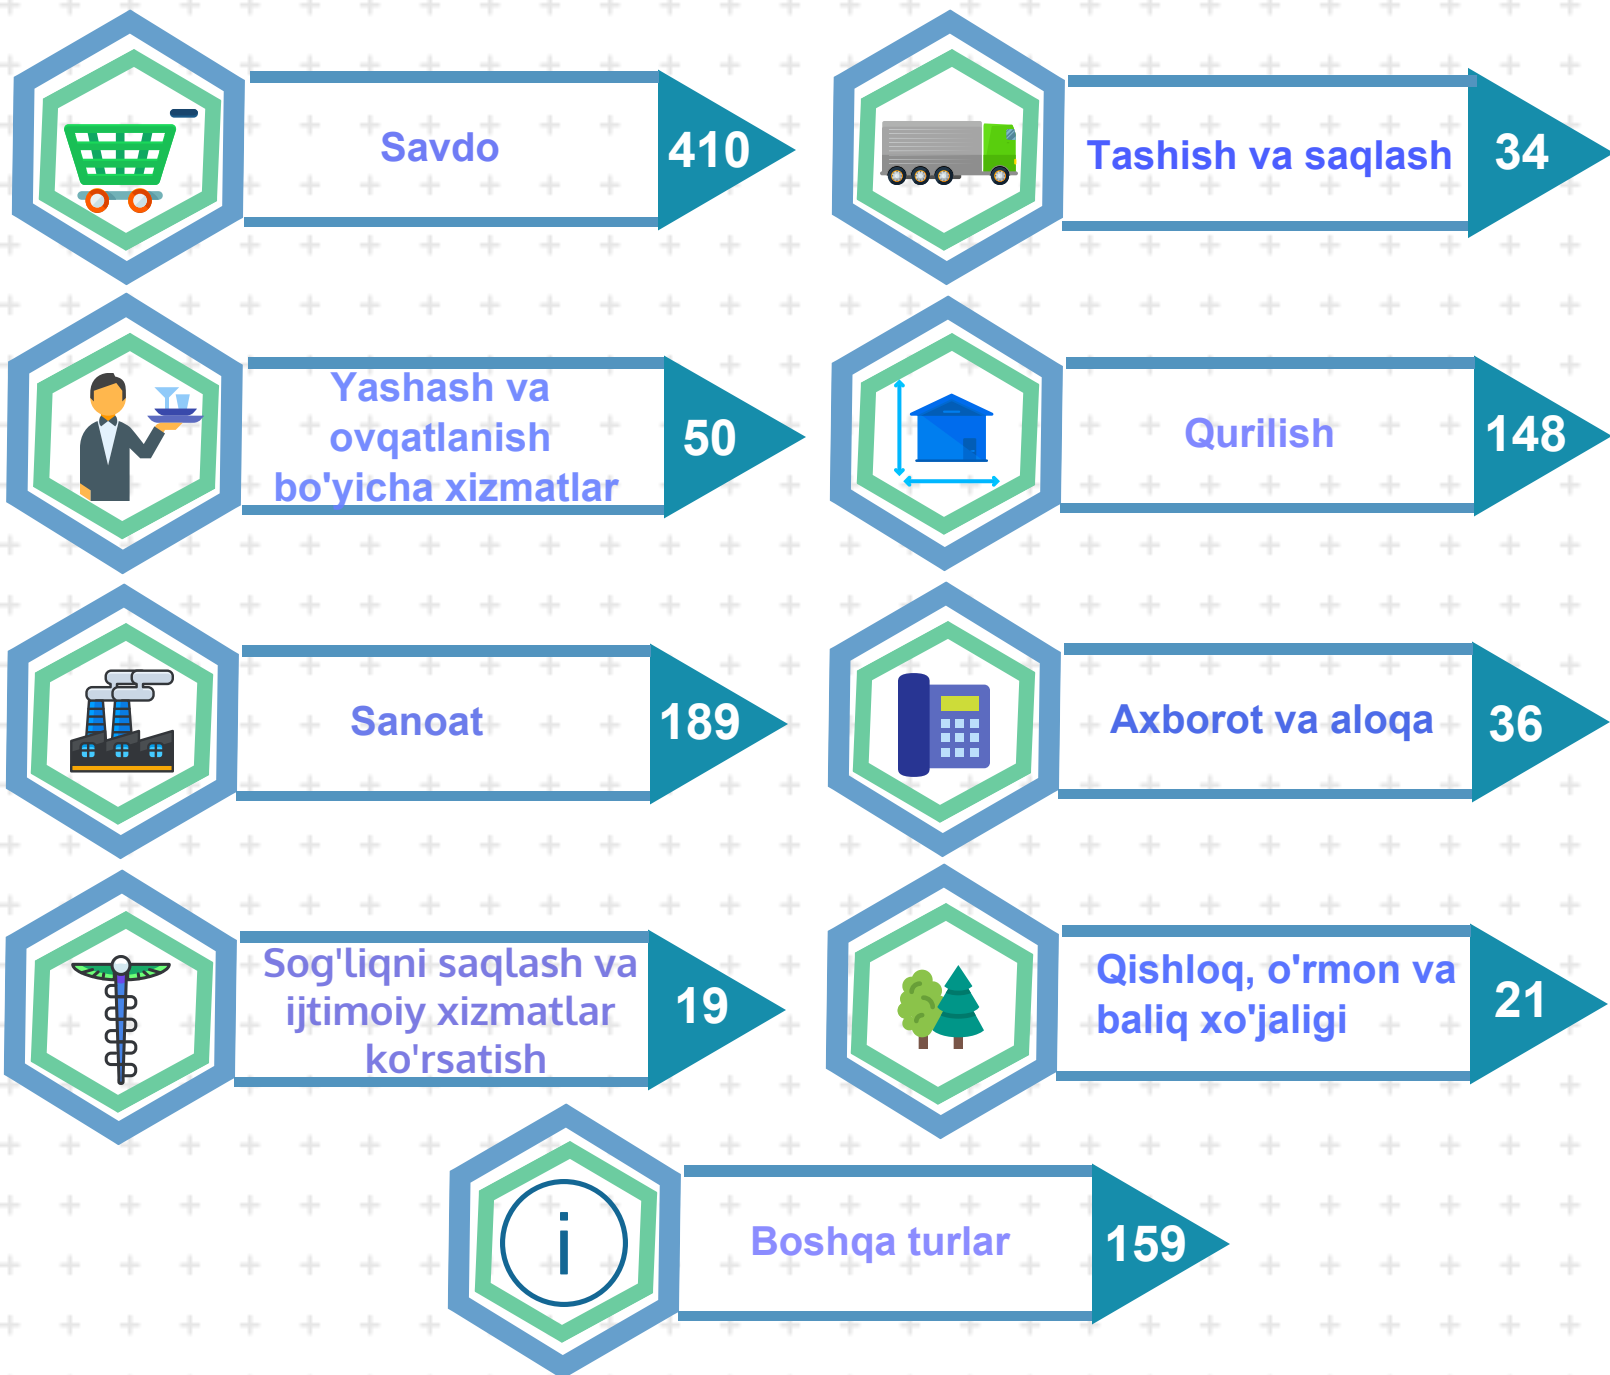 Savdo
410
Tashish va saqlash
34
Yashash va
ovqatlanish
bo'yicha xizmatlar
50
Qurilish
148
Sanoat
189
Axborot va aloqa
36
Sog'liqni saqlash va
ijtimoiy xizmatlar
ko'rsatish
19
Qishloq, o'rmon va
baliq xo'jaligi
21
i
Boshqa turlar
159